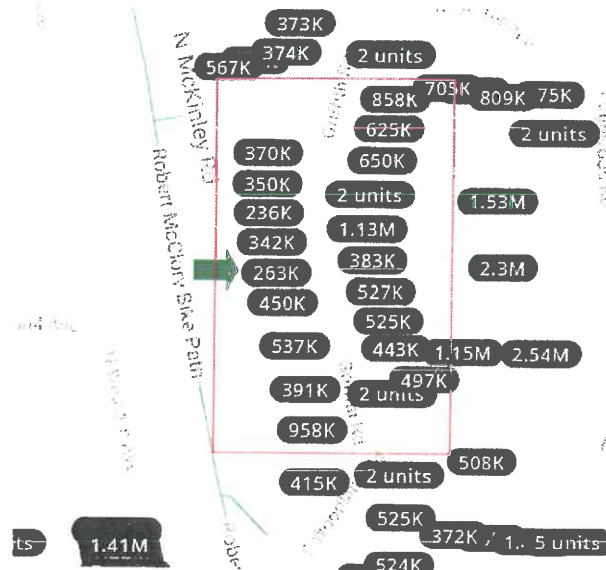 373K
374K
567K
2 units
N McKinley Rd
705K
809K
75K
858K
625K
2 units
370K
650K
350K
2 units
1.53M
236K
1.13M
342K
383K
2.3M
263K
527K
450K
525K
Robert McClory Bike Path
537K
443K
1.15M
2.54M
497K
391K
2 units
958K
508K
415K
2 units
525K
372K
5 units
1.41M
524K